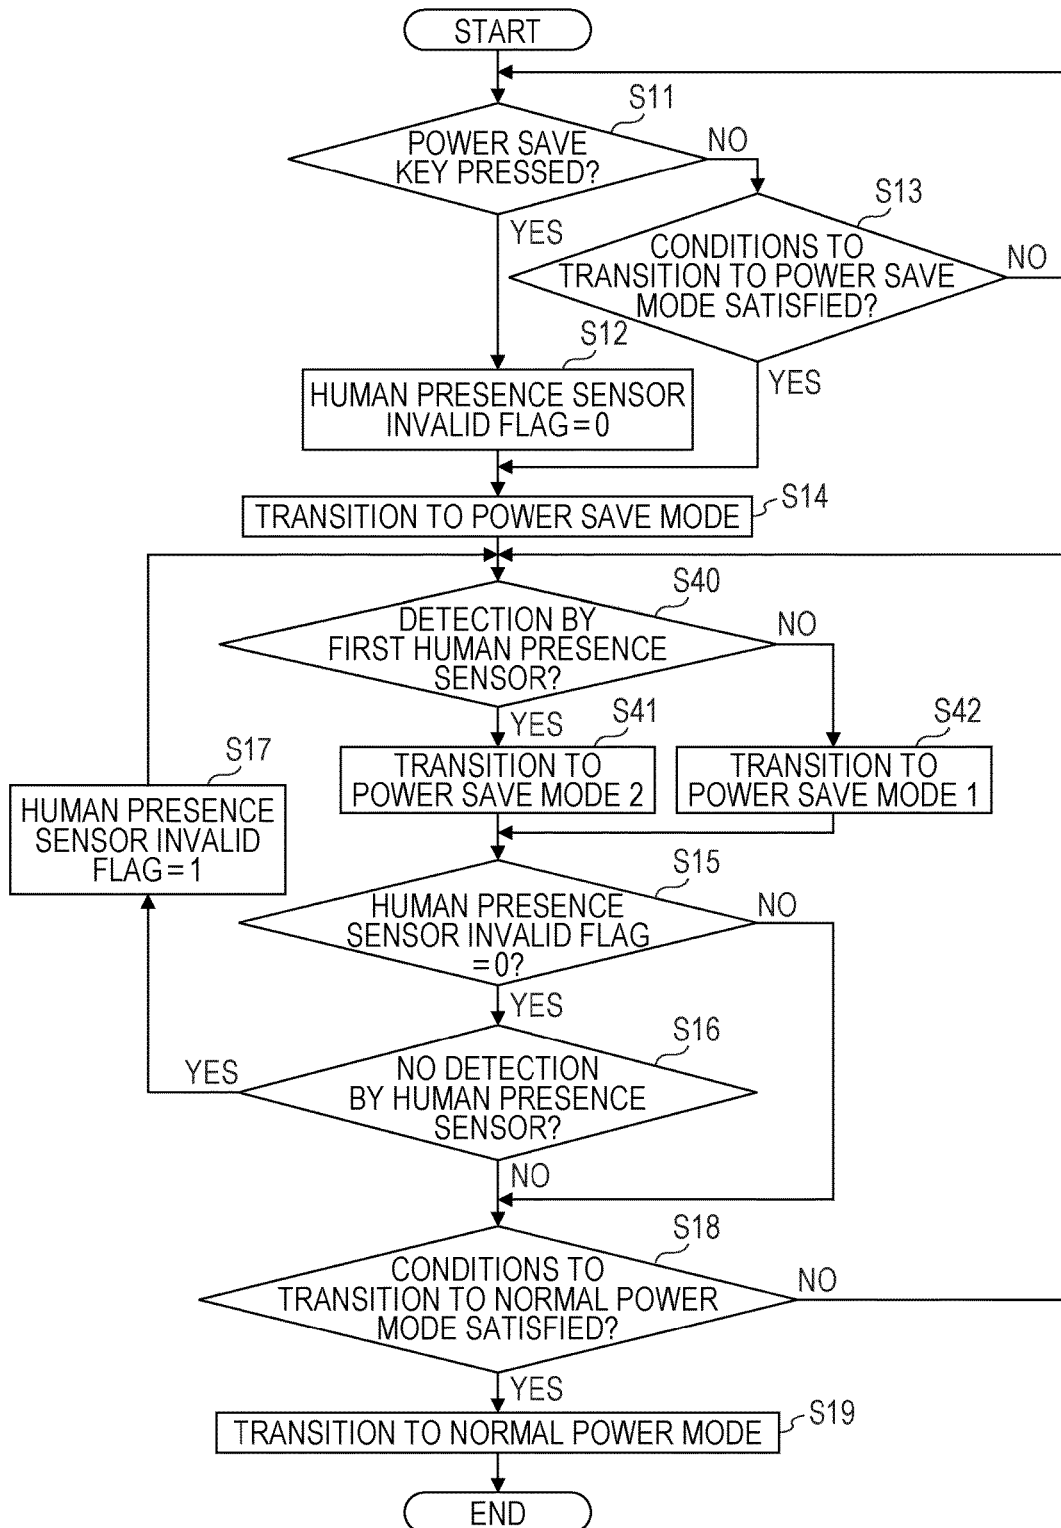 START
S11
POWER SAVE
KEY PRESSED?
NO
S13
YES
CONDITIONS TO
TRANSITION TO POWER SAVE
MODE SATISFIED?
NO
S12
YES
HUMAN PRESENCE SENSOR
INVALID FLAG=0
S14
TRANSITION TO POWER SAVE MODE
S40
DETECTION BY
FIRST HUMAN PRESENCE
SENSOR?
NO
YES
S41
S42
TRANSITION TO
POWER SAVE MODE 2
TRANSITION TO
POWER SAVE MODE 1
S17
HUMAN PRESENCE
SENSOR INVALID
FLAG=1
S15
HUMAN PRESENCE
SENSOR INVALID FLAG
=0?
NO
YES
S16
YES
NO DETECTION
BY HUMAN PRESENCE
SENSOR?
NO
S18
CONDITIONS TO
TRANSITION TO NORMAL POWER
MODE SATISFIED?
NO
YES
S19
TRANSITION TO NORMAL POWER MODE
END